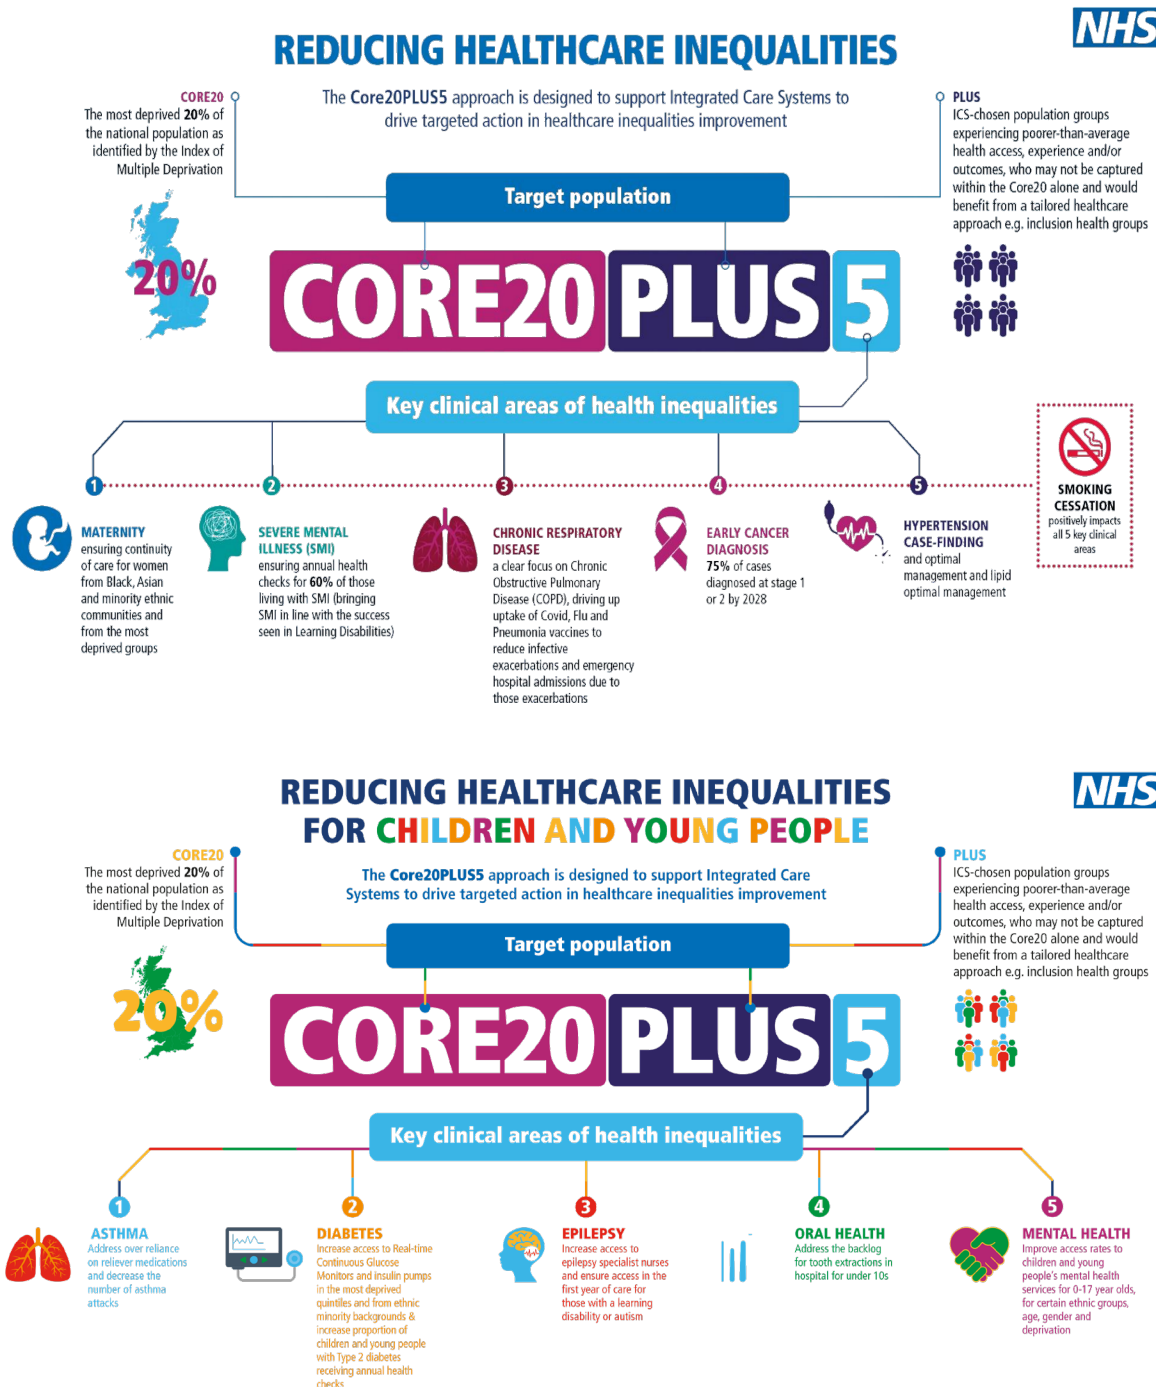 NHS
REDUCING HEALTHCARE INEQUALITIES
The Core20PLUS5 approach is designed to support Integrated Care Systems to
drive targeted action in healthcare inequalities improvement
CORE20
The most deprived 20% of
the national population as
identified by the Index of
Multiple Deprivation
20%
PLUS
ICS-chosen population groups
experiencing poorer-than-average
health access, experience and/or
outcomes, who may not be captured
within the Core20 alone and would
benefit from a tailored healthcare
approach e.g. inclusion health groups
Target population
CORE20 PLUS 5
Key clinical areas of health inequalities
1
MATERNITY
ensuring continuity
of care for women
from Black, Asian
and minority ethnic
communities and
from the most
deprived groups
2
SEVERE MENTAL
ILLNESS (SMI)
ensuring annual health
checks for 60% of those
living with SMI (bringing
SMI in line with the success
seen in Learning Disabilities)
3
CHRONIC RESPIRATORY
DISEASE
a clear focus on Chronic
Obstructive Pulmonary
Disease (COPD), driving up
uptake of Covid, Flu and
Pneumonia vaccines to
reduce infective
exacerbations and emergency
hospital admissions due to
those exacerbations
4
EARLY CANCER
DIAGNOSIS
75% of cases
diagnosed at stage 1
or 2 by 2028
5
HYPERTENSION
CASE-FINDING
and optimal
management and lipid
optimal management
SMOKING
CESSATION
positively impacts
all 5 key clinical
areas
NHS
REDUCING HEALTHCARE INEQUALITIES
FOR CHILDREN AND YOUNG PEOPLE
The Core20PLUS5 approach is designed to support Integrated Care
Systems to drive targeted action in healthcare inequalities improvement
CORE20
The most deprived 20% of
the national population as
identified by the Index of
Multiple Deprivation
20%
PLUS
ICS-chosen population groups
experiencing poorer-than-average
health access, experience and/or
outcomes, who may not be captured
within the Core20 alone and would
benefit from a tailored healthcare
approach e.g. inclusion health groups
Target population
CORE20 PLUS 5
Key clinical areas of health inequalities
1
ASTHMA
Address over reliance
on reliever medications
and decrease the
number of asthma
attacks
2
DIABETES
Increase access to Real-time
Continuous Glucose
Monitors and insulin pumps
in the most deprived
quintiles and from ethnic
minority backgrounds &
increase proportion of
children and young people
with Type 2 diabetes
receiving annual health
checks
3
EPILEPSY
Increase access to
epilepsy specialist nurses
and ensure access in the
first year of care for
those with a learning
disability or autism
4
ORAL HEALTH
Address the backlog
for tooth extractions in
hospital for under 10s
5
MENTAL HEALTH
Improve access rates to
children and young
people's mental health
services for 0-17 year olds,
for certain ethnic groups,
age, gender and
deprivation